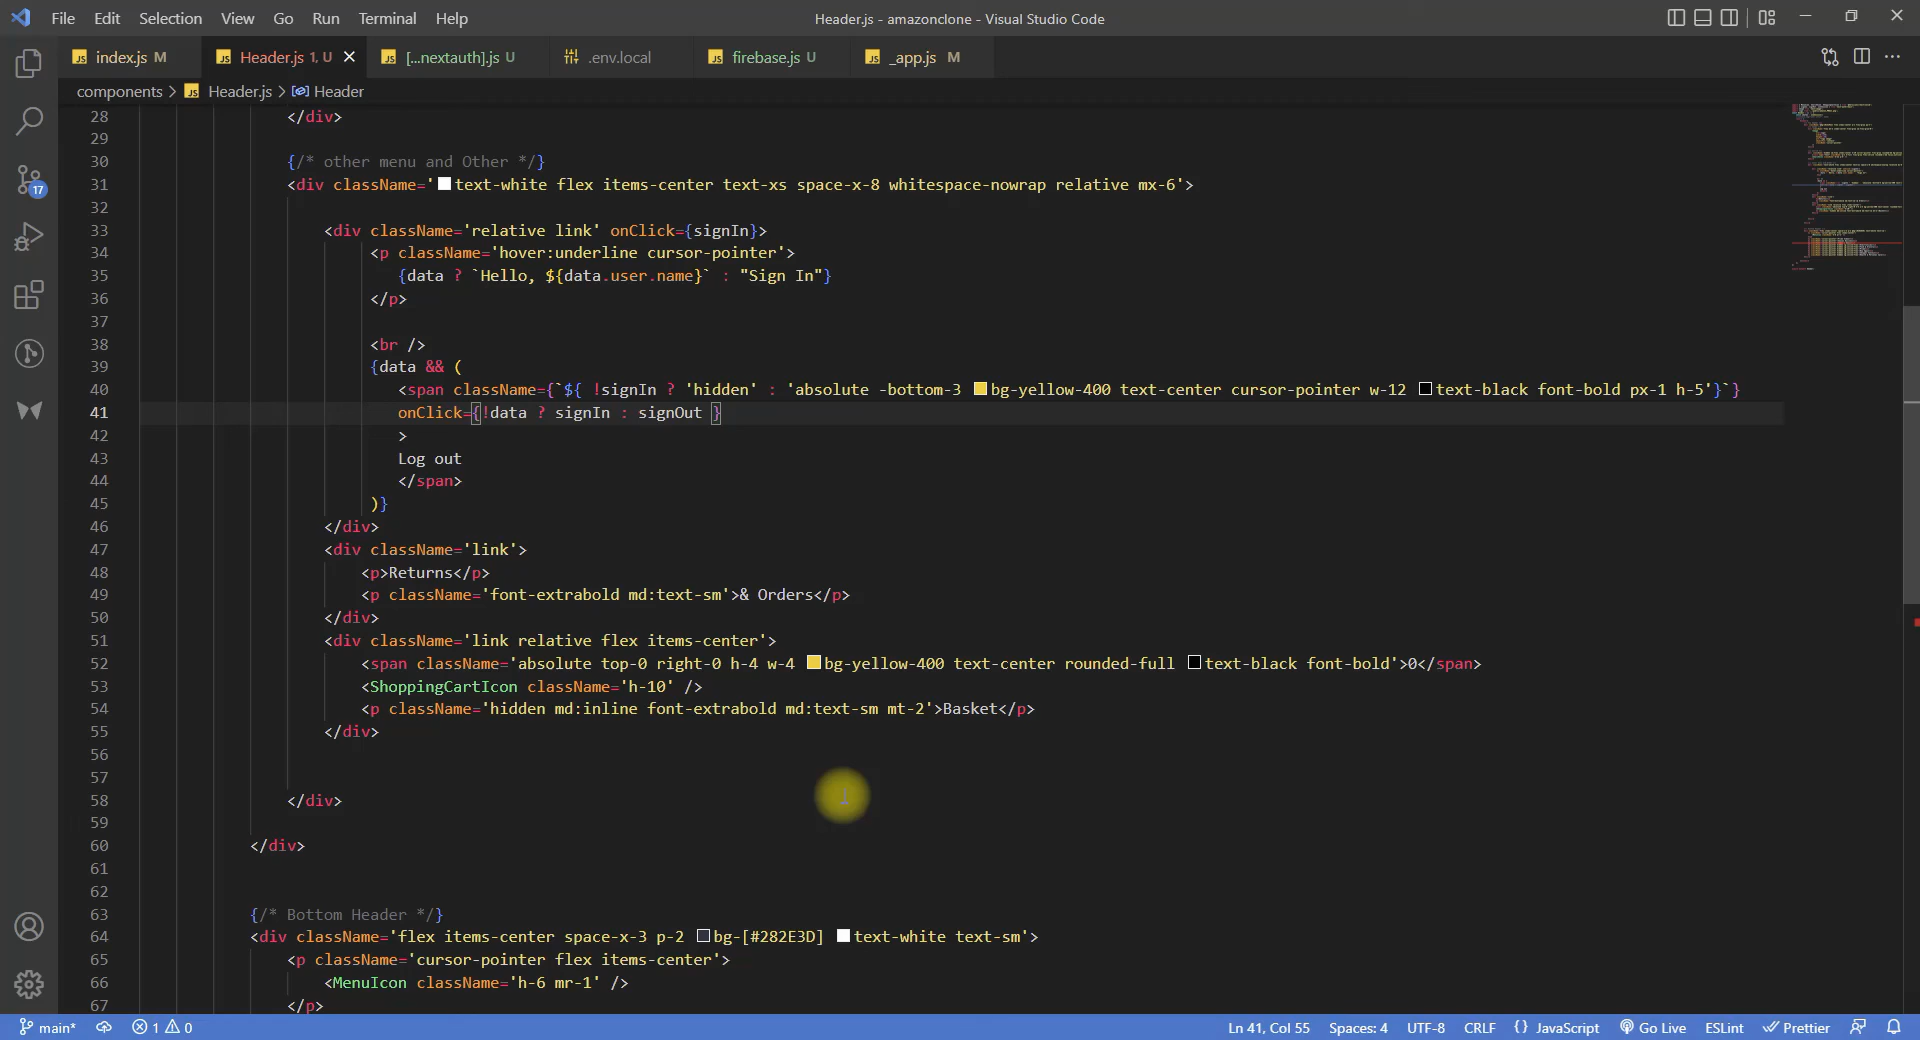 File Edit Selection View Go Run Terminal Help
Header.js - amazonclone - Visual Studio Code
JS index.js M
JS Header.js 1, U
JS [...nextauth].js U
.env.local
JS firebase.js U
JS _app.js M
components > JS Header.js > Header
28 </div>
29
30 {/* other menu and Other */}
31 <div className='text-white flex items-center text-xs space-x-8 whitespace-nowrap relative mx-6'>
32
33 <div className='relative link' onClick={signIn}>
34 <p className='hover:underline cursor-pointer'>
35 {data ? `Hello, ${data.user.name}` : "Sign In"}
36 </p>
37
38 <br />
39 {data && (
40 <span className={`${ !signIn ? 'hidden' : 'absolute -bottom-3 bg-yellow-400 text-center cursor-pointer w-12 text-black font-bold px-1 h-5'}`}
41 onClick={!data ? signIn : signOut }
42 >
43 Log out
44 </span>
45 )}
46 </div>
47 <div className='link'>
48 <p>Returns</p>
49 <p className='font-extrabold md:text-sm'>& Orders</p>
50 </div>
51 <div className='link relative flex items-center'>
52 <span className='absolute top-0 right-0 h-4 w-4 bg-yellow-400 text-center rounded-full text-black font-bold'>0</span>
53 <ShoppingCartIcon className='h-10' />
54 <p className='hidden md:inline font-extrabold md:text-sm mt-2'>Basket</p>
55 </div>
56
57
58 </div>
59
60 </div>
61
62
63 {/* Bottom Header */}
64 <div className='flex items-center space-x-3 p-2 bg-[#282E3D] text-white text-sm'>
65 <p className='cursor-pointer flex items-center'>
66 <MenuIcon className='h-6 mr-1' />
67 </p>
17
main* 1 0
Ln 41, Col 55 Spaces: 4 UTF-8 CRLF {} JavaScript Go Live ESLint Prettier